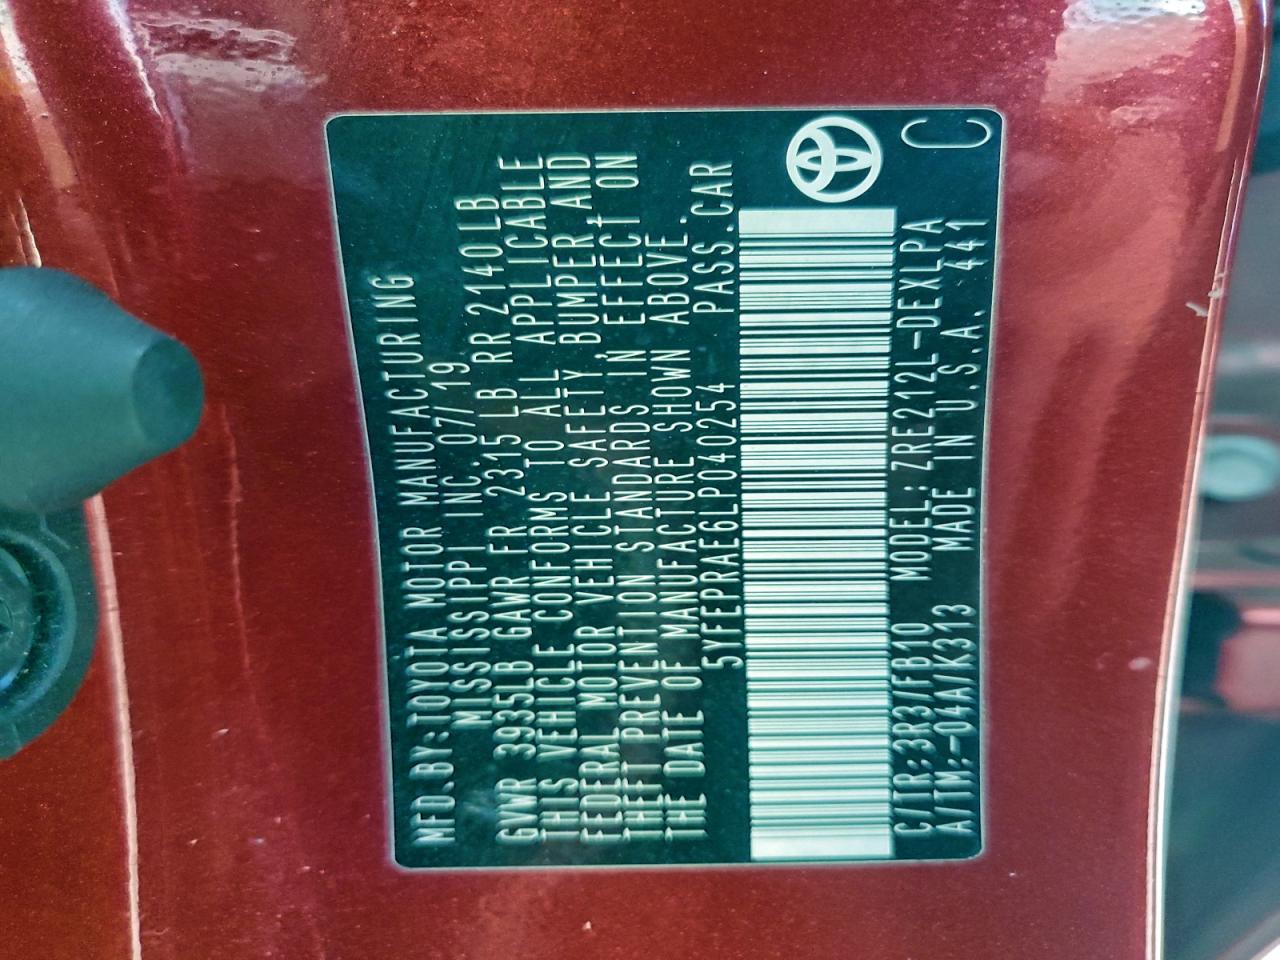 MFD.BY:TOYOTA MOTOR MANUFACTURING
MISSISSIPPI INC. 07/19
GVWR 3935LB GAWR FR 2315 LB RR 2140 LB
THIS VEHICLE CONFORMS TO ALL APPLICABLE
FEDERAL MOTOR VEHICLE SAFETY, BUMPER, AND
THEFT PREVENTION STANDARDS IN EFFECT ON
THE DATE OF MANUFACTURE SHOWN ABOVE.
5YFEPRAE6LP040254 PASS.CAR
C/TR:3R3/FB10 MODEL: ZRE212L-DEXLPA
A/TM:-04A/K313 MADE IN U.S.A. 441
C